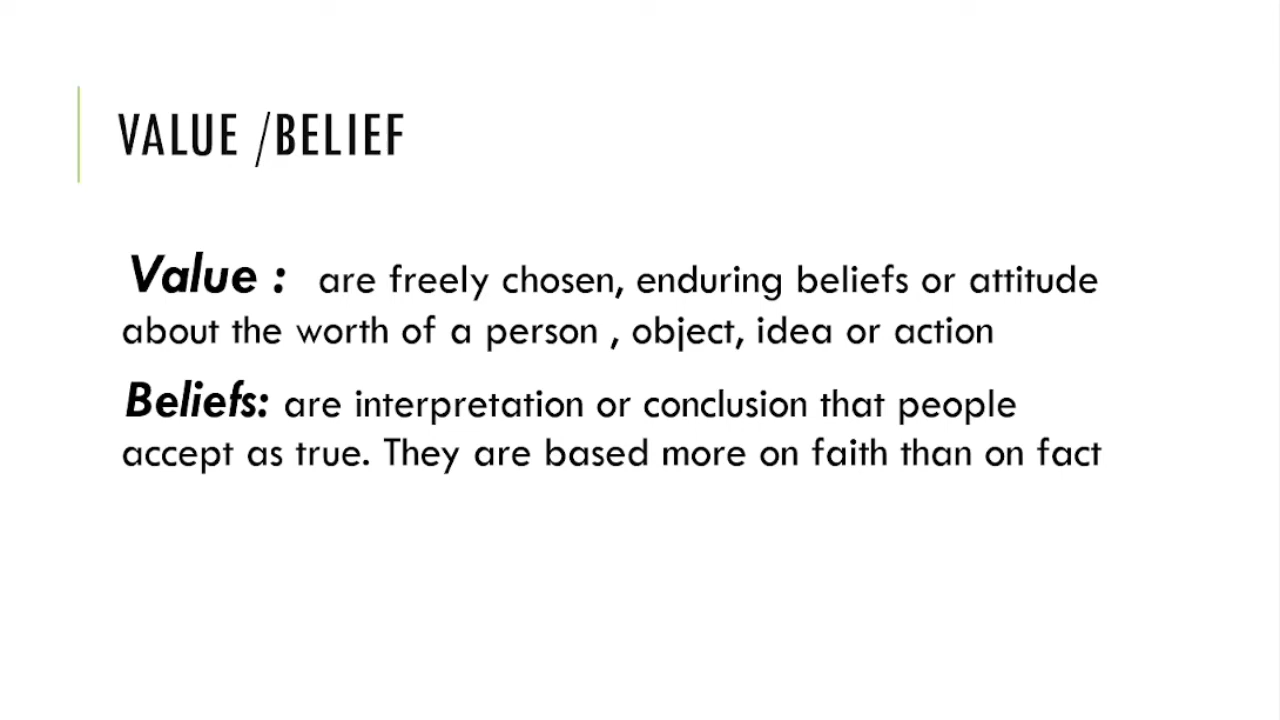 VALUE /BELIEF
Value : are freely chosen, enduring beliefs or attitude
about the worth of a person , object, idea or action
Beliefs: are interpretation or conclusion that people
accept as true. They are based more on faith than on fact